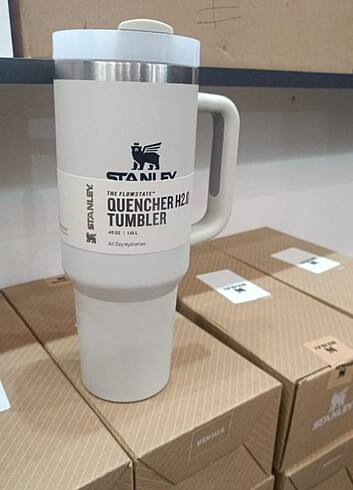 STANLEY
STANLEY
THE FLOWSTATE™
QUENCHER H2.0
TUMBLER
40 OZ | 1.18 L
All Day Hydration
STANLEY